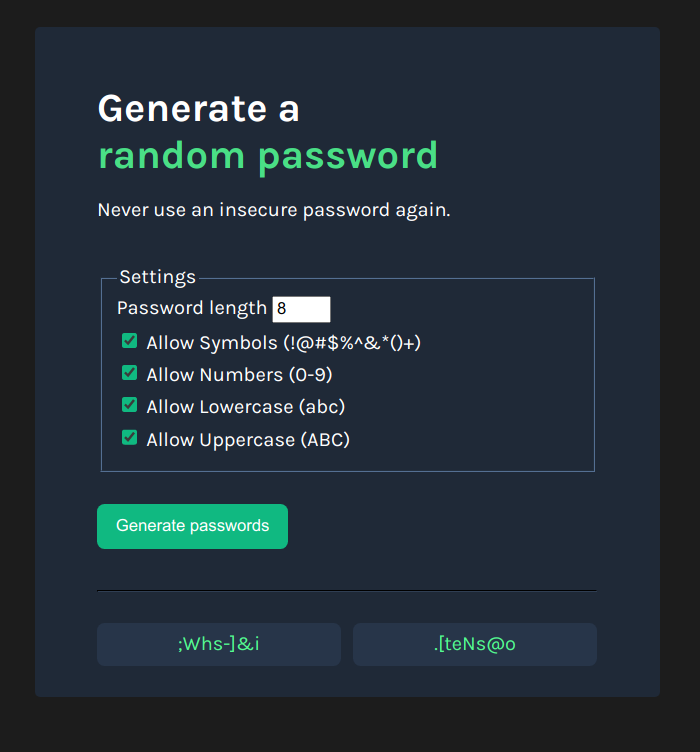 Generate a
random password
Never use an insecure password again.
Settings
Password length 8
Allow Symbols (!@#$%^&*()+)
Allow Numbers (0-9)
Allow Lowercase (abc)
Allow Uppercase (ABC)
Generate passwords
;Whs-]&i .[teNs@o